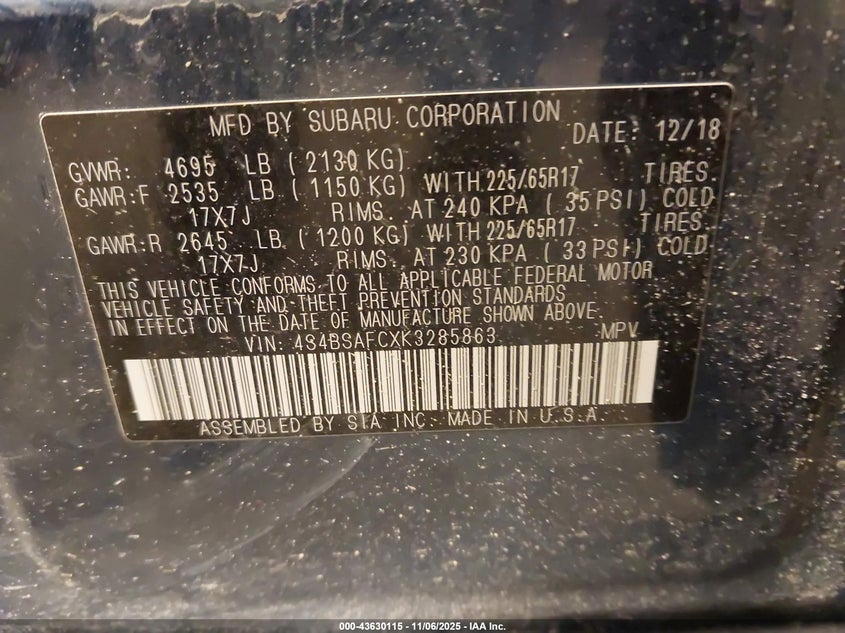 MFD BY SUBARU CORPORATION DATE: 12/18
GVWR: 4695 LB ( 2130 KG)
GAWR:F 2535 LB ( 1150 KG) WITH 225/65R17 TIRES
17X7J RIMS. AT 240 KPA ( 35 PSI) COLD
GAWR:R 2645 LB ( 1200 KG) WITH 225/65R17 TIRES.
17X7J RIMS. AT 230 KPA ( 33 PSI) COLD
THIS VEHICLE CONFORMS TO ALL APPLICABLE FEDERAL MOTOR
VEHICLE SAFETY AND THEFT PREVENTION STANDARDS
IN EFFECT ON THE DATE OF MANUFACTURE SHOWN ABOVE.
VIN: 4S4BSAFCXK3285863 MPV
ASSEMBLED BY SIA INC. MADE IN U.S.A.
000-43630115 - 11/06/2025 - IAA Inc.